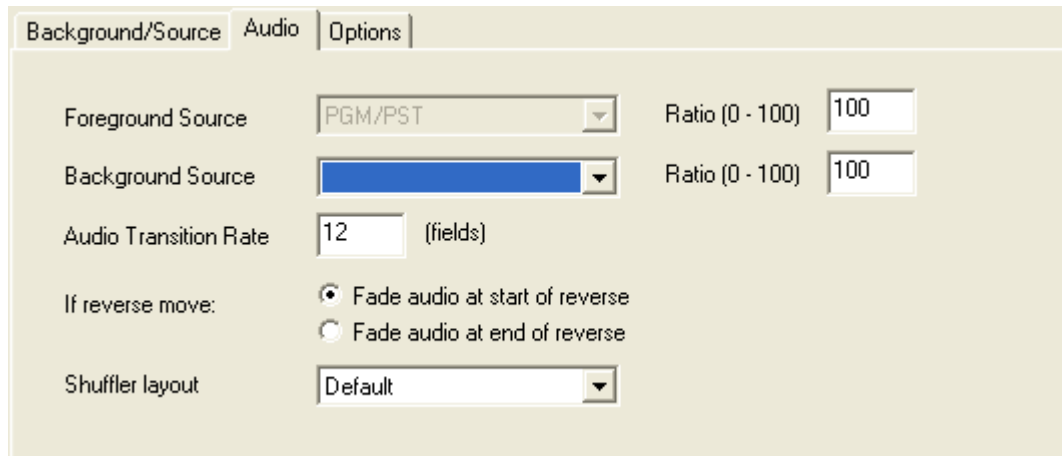 Background/Source Audio Options
Foreground Source PGM/PST Ratio (0 - 100) 100
Background Source Ratio (0 - 100) 100
Audio Transition Rate 12 (fields)
If reverse move: Fade audio at start of reverse
Fade audio at end of reverse
Shuffler layout Default